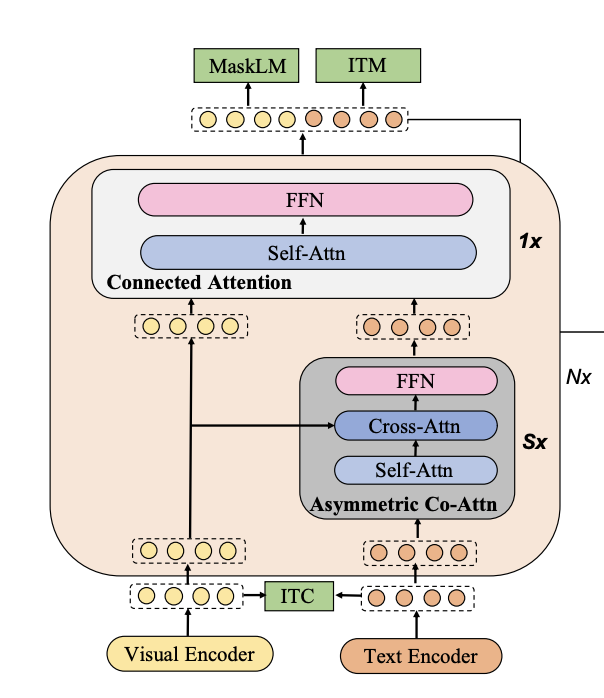 MaskLM
ITM
FFN
Self-Attn
Connected Attention
1x
FFN
Cross-Attn
Self-Attn
Asymmetric Co-Attn
Sx
Nx
ITC
Visual Encoder
Text Encoder